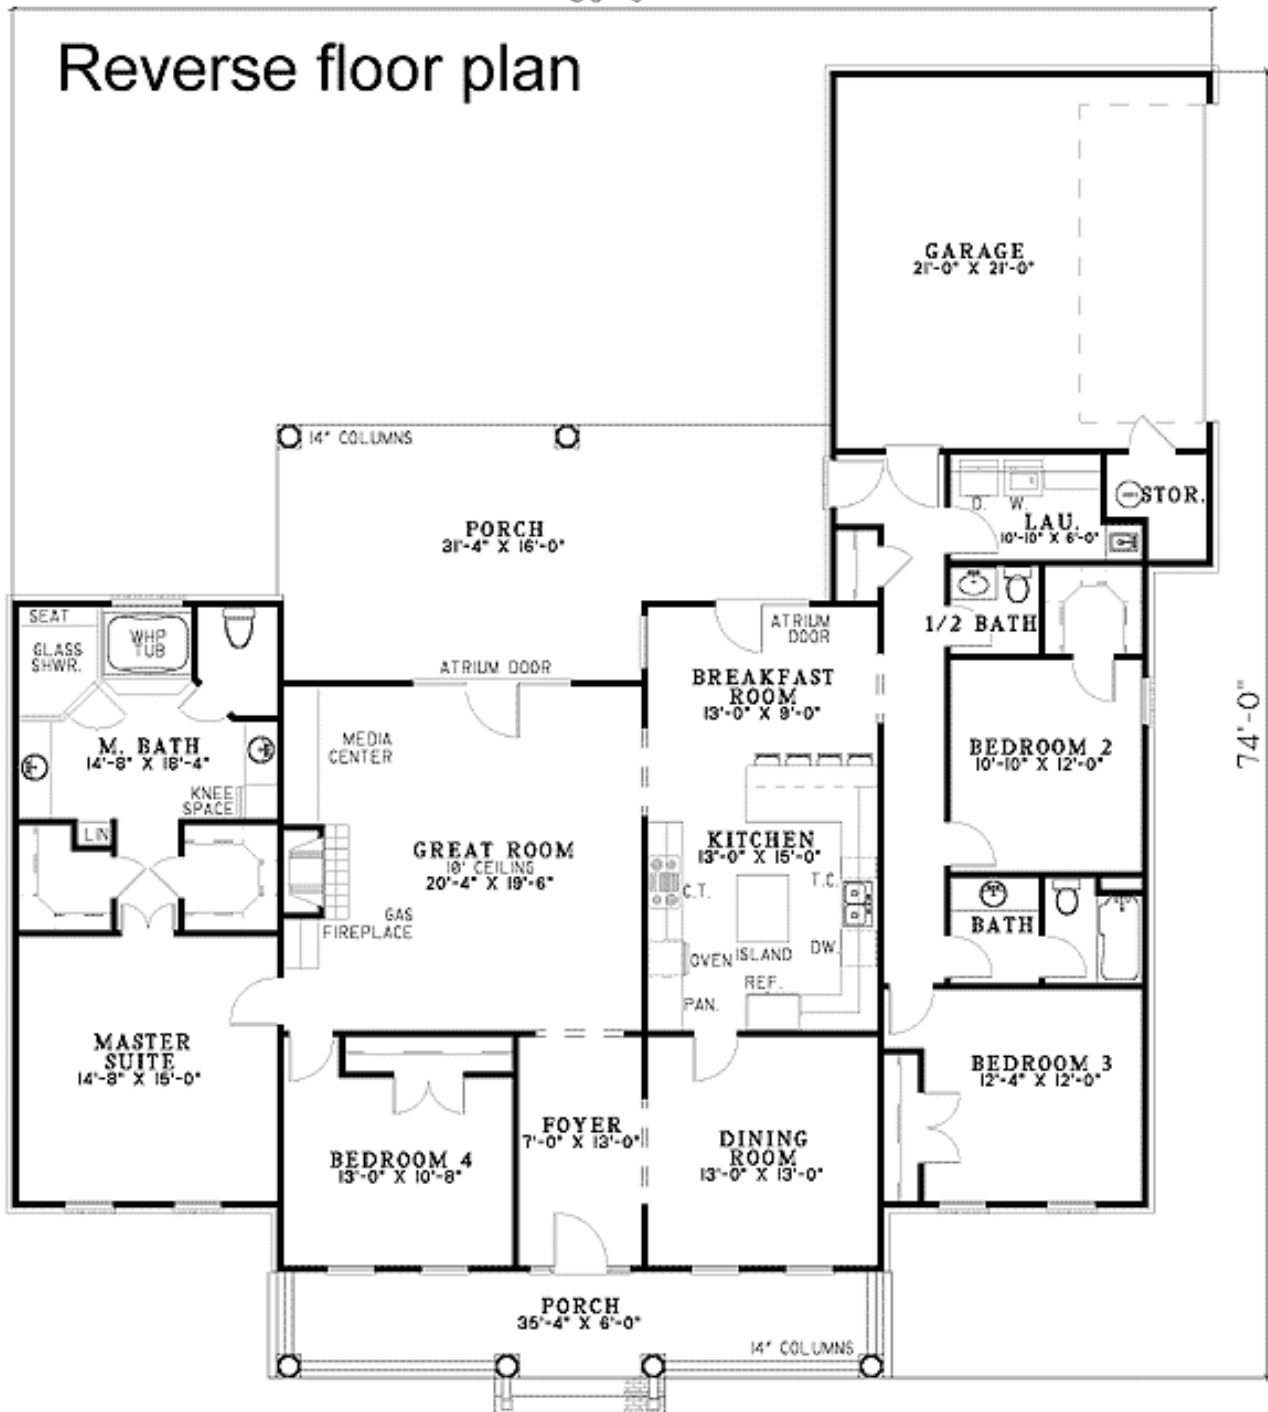 Reverse floor plan
GARAGE
21'-0" X 21'-0"
14" COLUMNS
PORCH
31'-4" X 16'-0"
D.
W.
STOR.
LAU.
10'-10" X 6'-0"
SEAT
GLASS
SHWR.
WHP
TUB
1/2 BATH
ATRIUM
DOOR
ATRIUM DOOR
BREAKFAST
ROOM
13'-0" X 9'-0"
74'-0"
M. BATH
14'-8" X 18'-4"
MEDIA
CENTER
BEDROOM 2
10'-10" X 12'-0"
KNEE
SPACE
LIN
GREAT ROOM
10' CEILING
20'-4" X 19'-6"
KITCHEN
13'-0" X 15'-0"
C.T.
T.C.
GAS
FIREPLACE
BATH
OVEN
ISLAND
DW.
REF.
PAN.
MASTER
SUITE
14'-8" X 15'-0"
BEDROOM 3
12'-4" X 12'-0"
BEDROOM 4
13'-0" X 10'-8"
FOYER
7'-0" X 13'-0"
DINING
ROOM
13'-0" X 13'-0"
PORCH
35'-4" X 6'-0"
14" COLUMNS